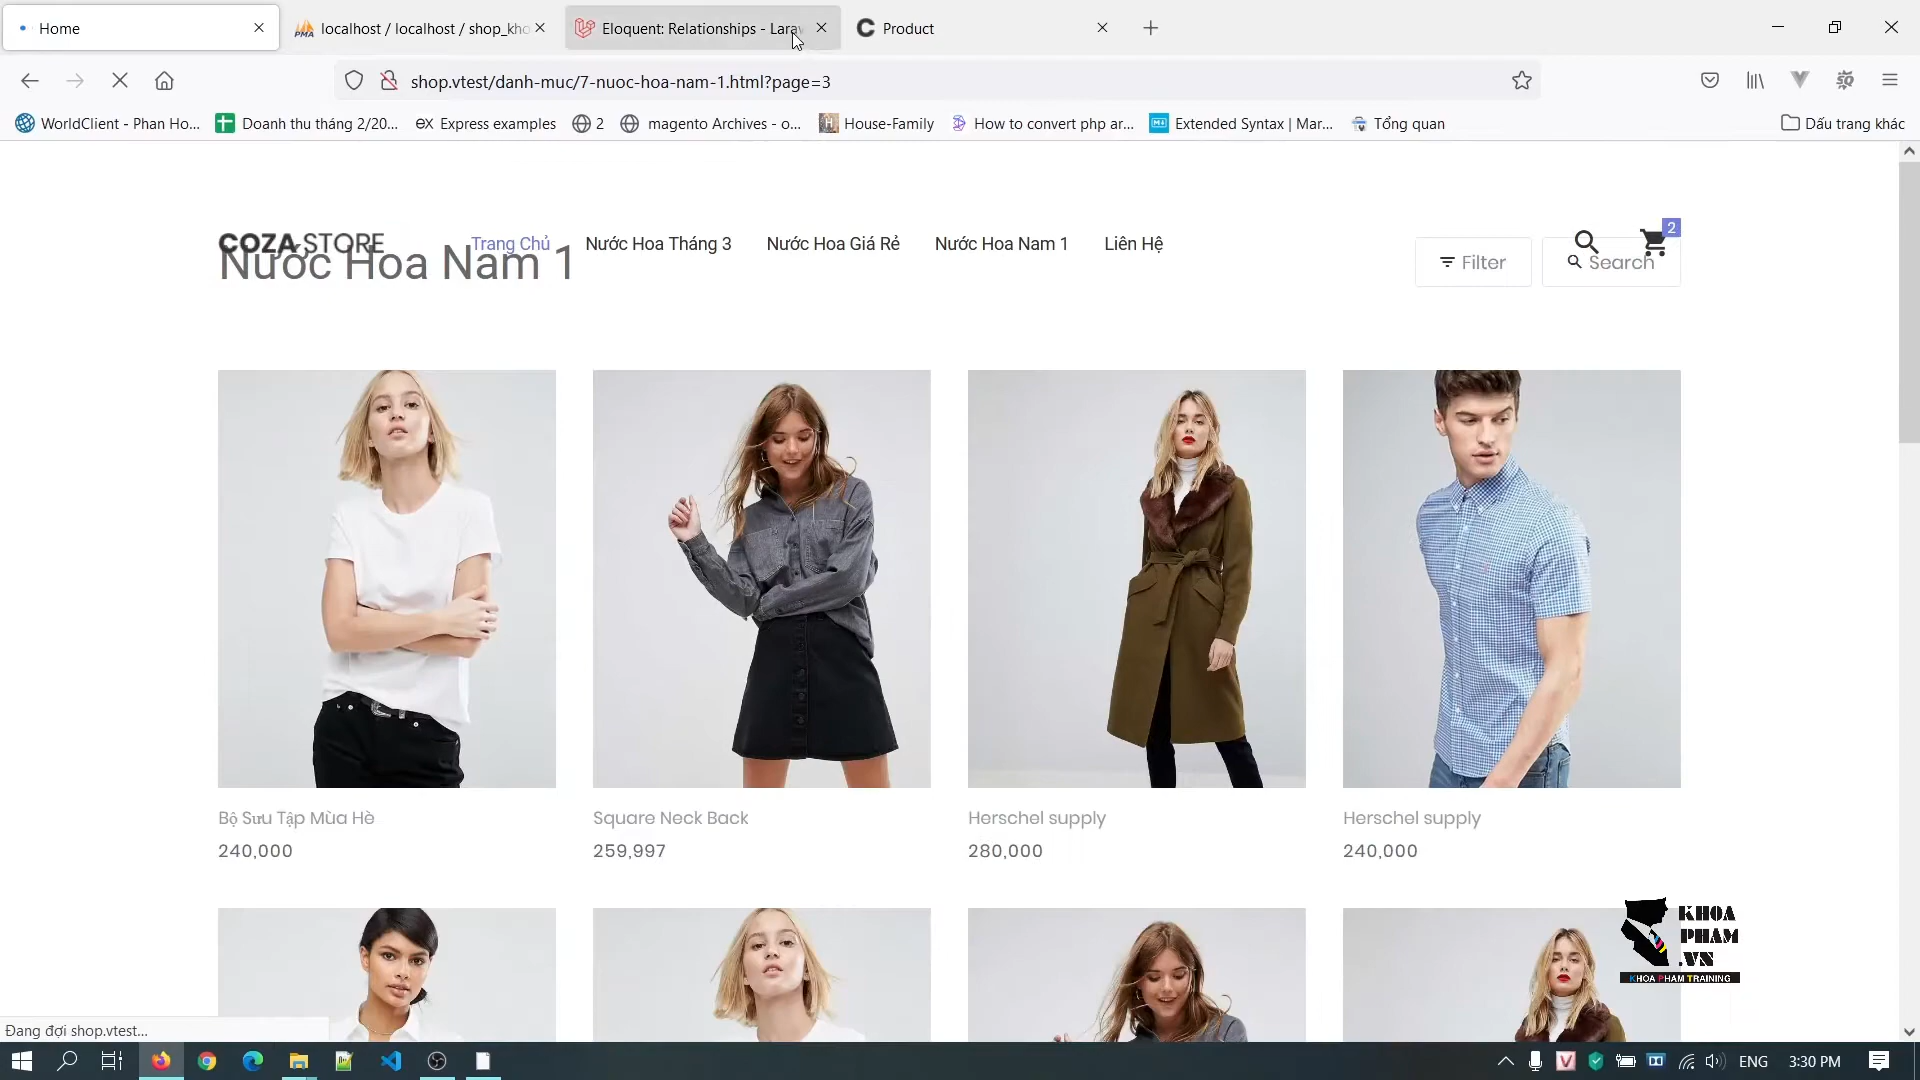 Home
localhost / localhost / shop_kho
Eloquent: Relationships - Larav
Product
shop.vtest/danh-muc/7-nuoc-hoa-nam-1.html?page=3
WorldClient - Phan Ho...
Doanh thu tháng 2/20...
ex Express examples
2
magento Archives - o...
House-Family
How to convert php ar...
Extended Syntax | Mar...
Tổng quan
Dấu trang khác
COZA STORE
Trang Chủ
Nước Hoa Tháng 3
Nước Hoa Giá Rẻ
Nước Hoa Nam 1
Liên Hệ
2
Nước Hoa Nam 1
Filter
Search
Bộ Sưu Tập Mùa Hè
240,000
Square Neck Back
259,997
Herschel supply
280,000
Herschel supply
240,000
KHOA
PHAM
.VN
KHOA PHAM TRAINING
Đang đợi shop.vtest...
ENG
3:30 PM